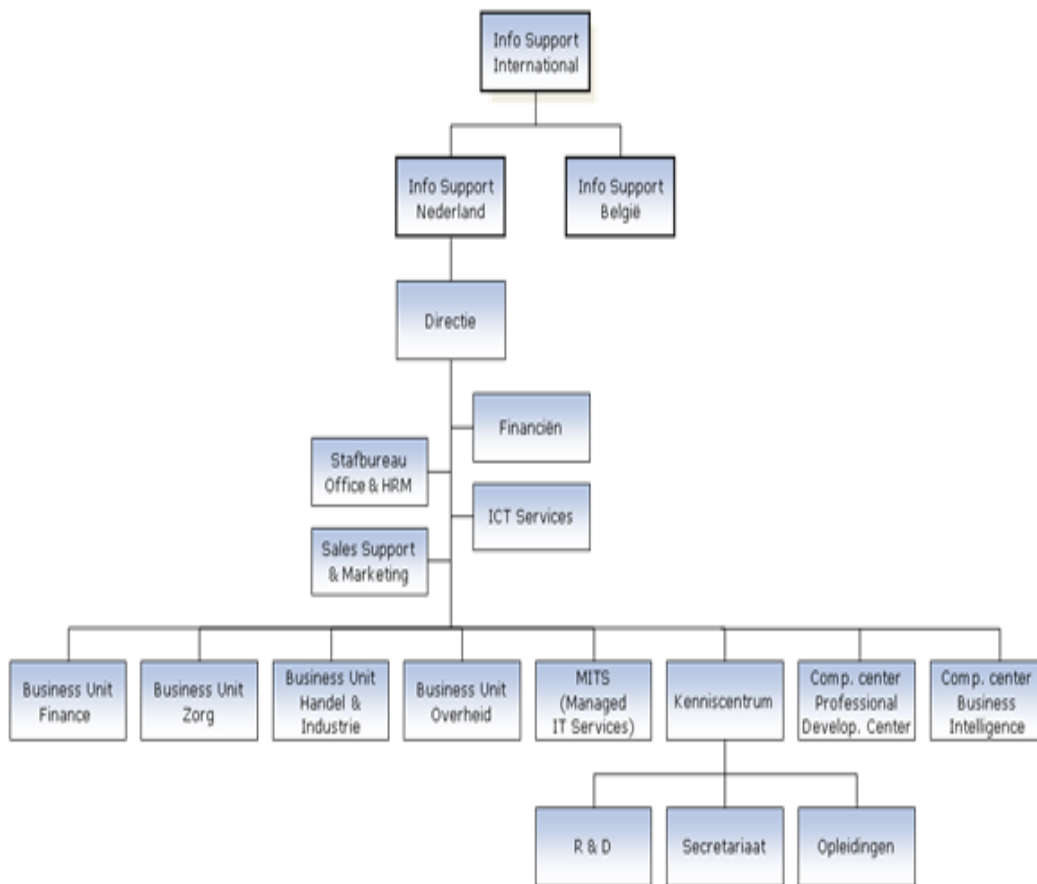 Info Support
International
Info Support
Nederland
Info Support
België
Directie
Financiën
Stafbureau
Office & HRM
ICT Services
Sales Support
& Marketing
Business Unit
Finance
Business Unit
Zorg
Business Unit
Handel &
Industrie
Business Unit
Overheid
MITS
(Managed
IT Services)
Kenniscentrum
Comp. center
Professional
Develop. Center
Comp. center
Business
Intelligence
R & D
Secretariaat
Opleidingen